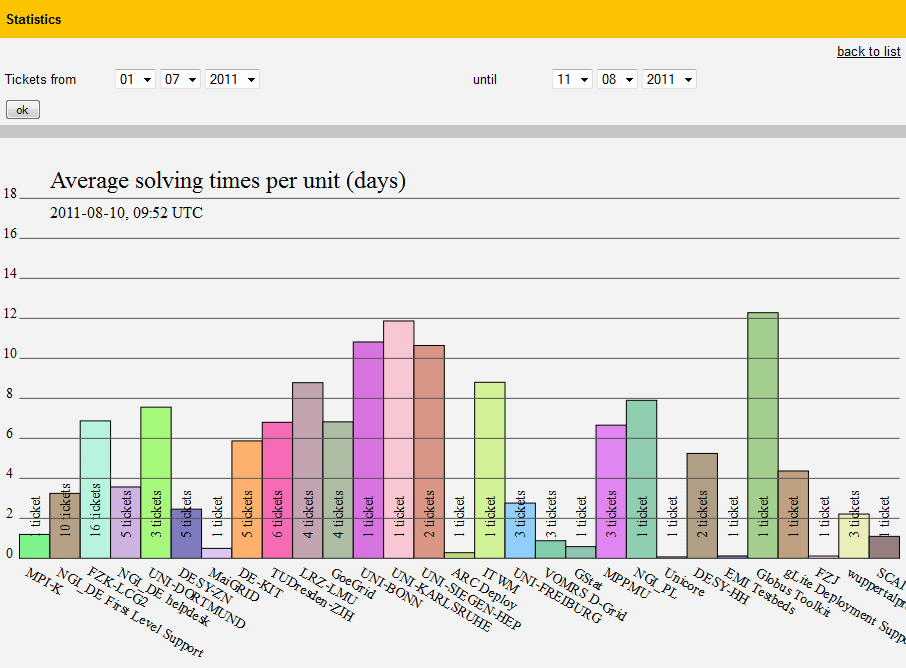 Statistics
back to list
Tickets from 01 07 2011 until 11 08 2011
ok
Average solving times per unit (days)
2011-08-10, 09:52 UTC
18
16
14
12
10
8
6
4
2
0
1 ticket
10 tickets
16 tickets
5 tickets
3 tickets
5 tickets
1 ticket
5 tickets
6 tickets
4 tickets
4 tickets
1 ticket
1 ticket
2 tickets
1 ticket
1 ticket
2 tickets
3 tickets
1 ticket
3 tickets
1 ticket
1 ticket
2 tickets
1 ticket
1 ticket
1 ticket
1 ticket
3 tickets
1 ticket
MPI-K
NGI_DE First Level Support
FZK-LCG2
NGI_DE helpdesk
UNI-DORTMUND
DESY-ZN
MaiGRID
DE-KIT
TUDresden-ZIH
LRZ-LMU
GoeGrid
UNI-BONN
UNI-KARLSRUHE
UNI-SIEGEN-HEP
ARC Deploy
ITWM
UNI-FREIBURG
VOMRS D-Grid
GStat
MPPMU
NGI_PL
Unicore
DESY-HH
EMI Testbeds
Globus Toolkit
gLite Deployment
FZJ
SCAI